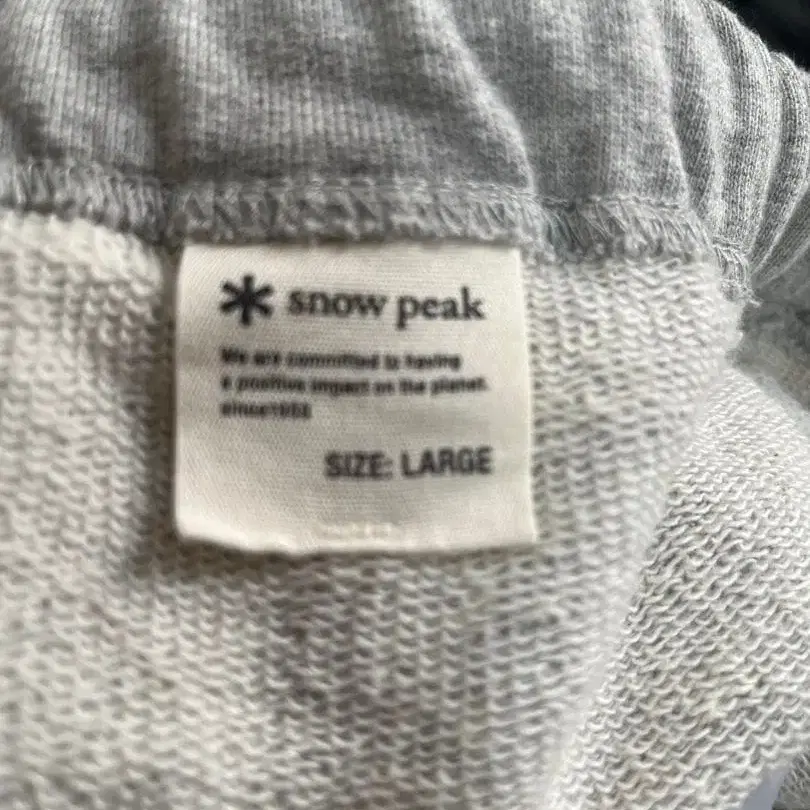 snow peak
We are committed to having
a positive impact on the planet.
since1958
SIZE: LARGE